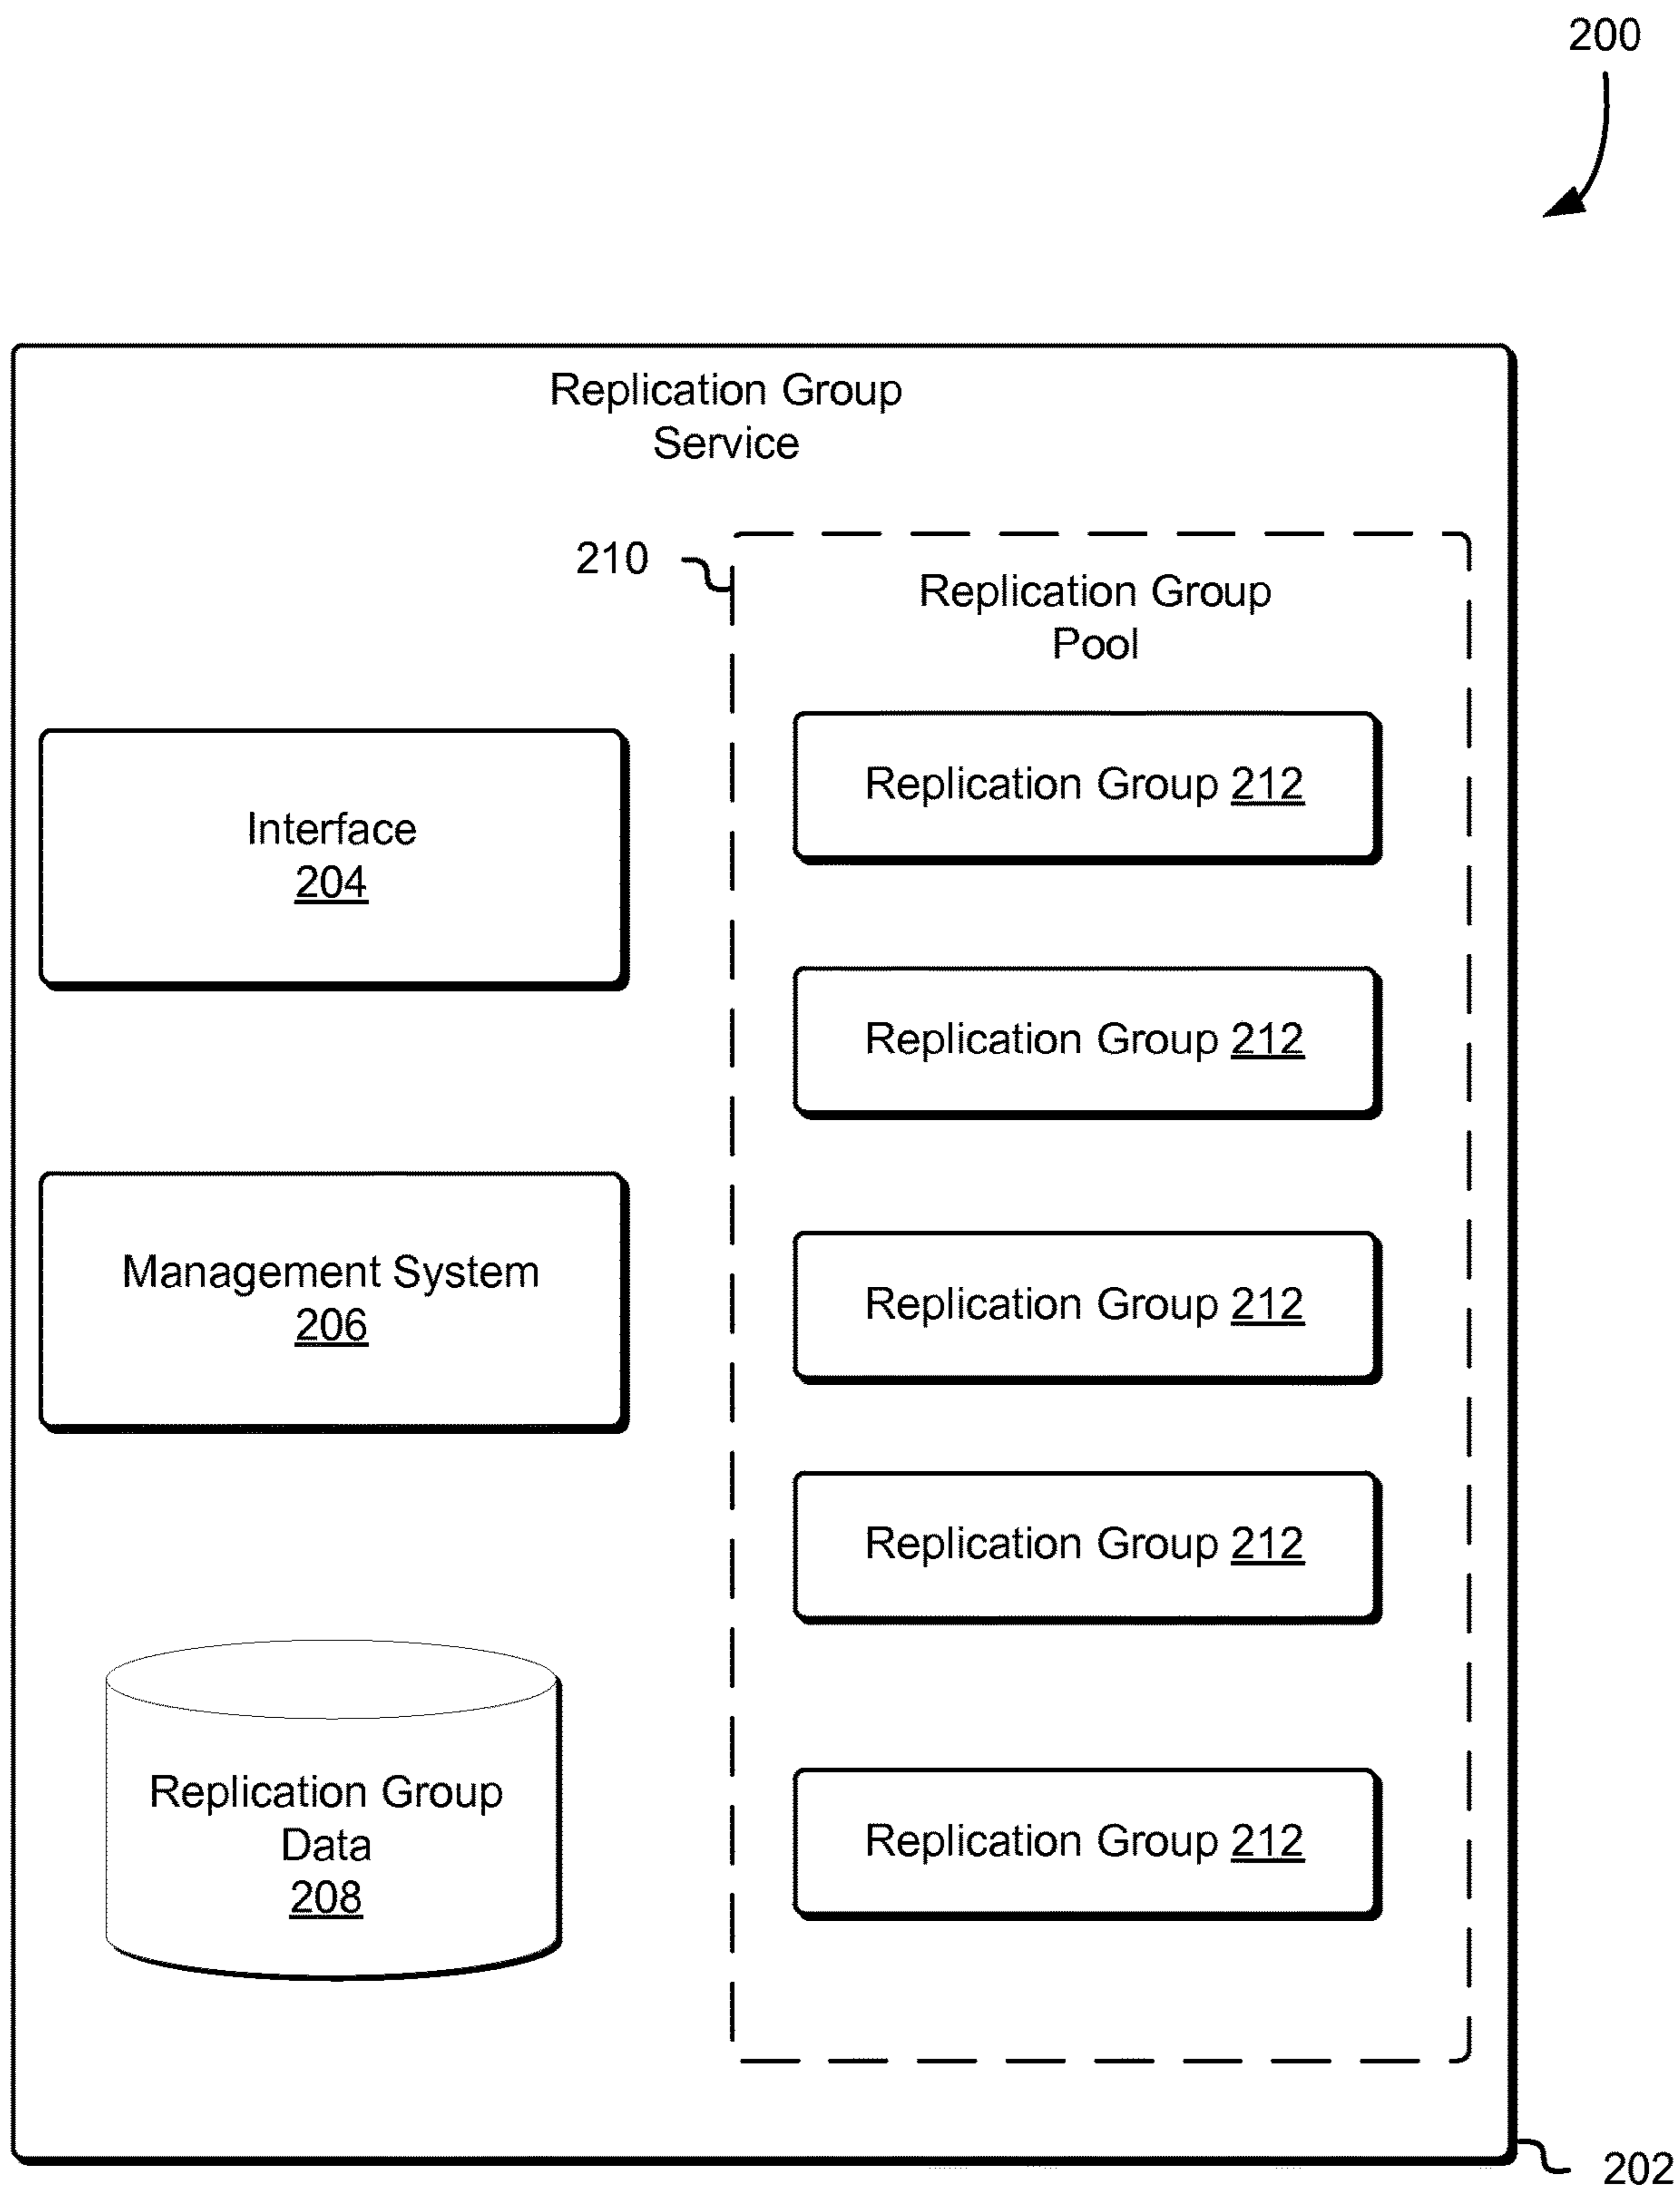 200
Replication Group
Service
210
Replication Group
Pool
Interface
204
Management System
206
Replication Group
Data
208
Replication Group 212
Replication Group 212
Replication Group 212
Replication Group 212
Replication Group 212
202